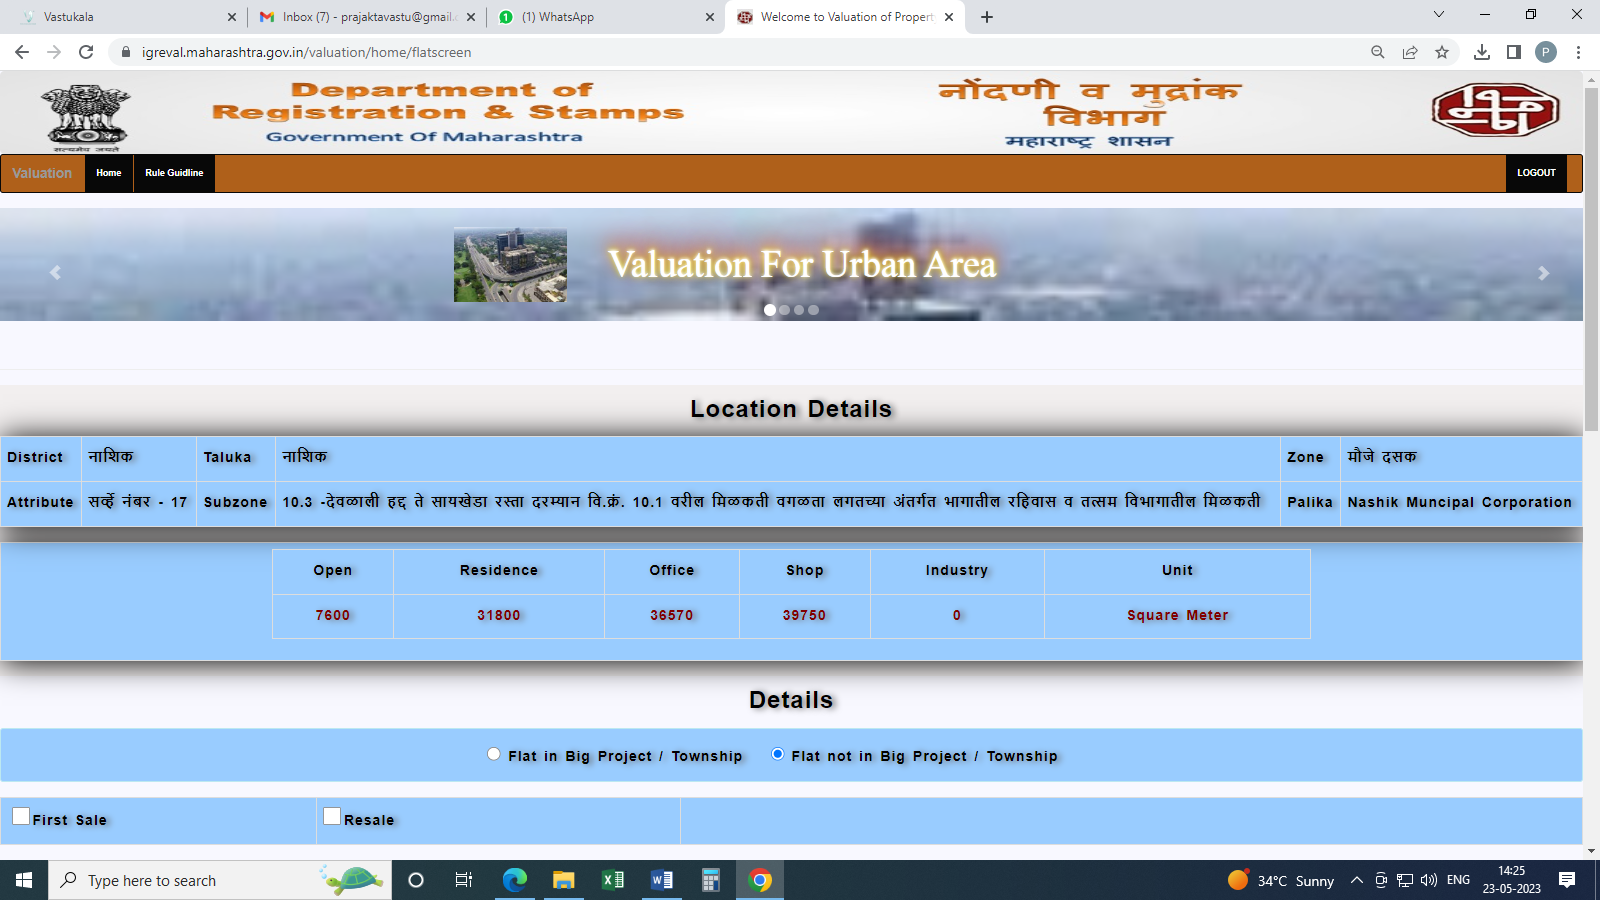 Vastukala
Inbox (7) - prajaktavastu@gmail.c
(1) WhatsApp
Welcome to Valuation of Propert
igreval.maharashtra.gov.in/valuation/home/flatscreen
P
Department of
Registration & Stamps
Government Of Maharashtra
सत्यमेव जयते
नोंदणी व मुद्रांक
विभाग
महाराष्ट्र शासन
Valuation Home Rule Guidline LOGOUT
Valuation For Urban Area
Location Details
District नाशिक Taluka नाशिक Zone मौजे दसक
Attribute सर्व्हे नंबर - 17 Subzone 10.3 -देवळाली हद्द ते सायखेडा रस्ता दरम्यान वि.क्रं. 10.1 वरील मिळकती वगळता लगतच्या अंतर्गत भागातील रहिवास व तत्सम विभागातील मिळकती Palika Nashik Muncipal Corporation
Open Residence Office Shop Industry Unit
7600 31800 36570 39750 0 Square Meter
Details
Flat in Big Project / Township Flat not in Big Project / Township
First Sale Resale
Type here to search
34°C Sunny
ENG
14:25
23-05-2023